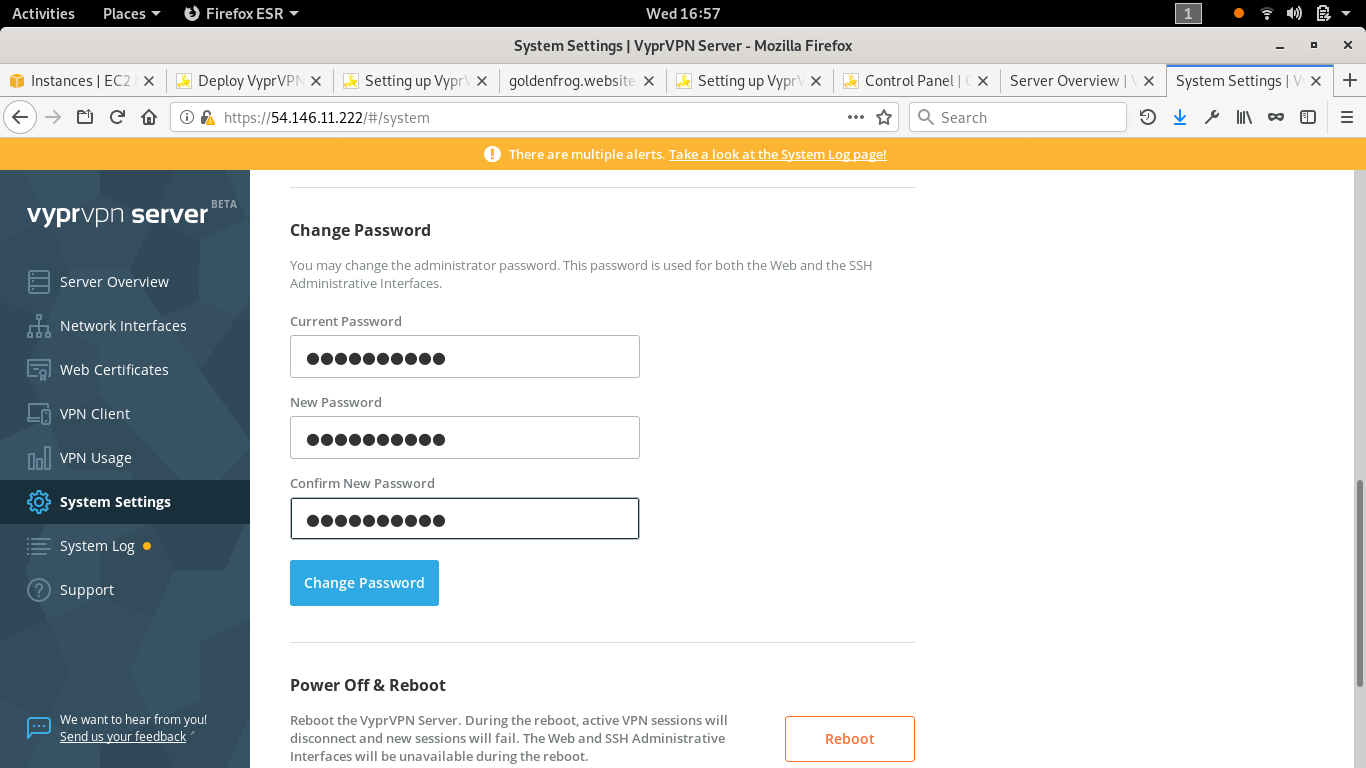 Activities Places Firefox ESR Wed 16:57 1
System Settings | VyprVPN Server - Mozilla Firefox
Instances | EC2 Deploy VyprVPN Setting up Vypr goldenfrog.website Setting up Vypr Control Panel | Server Overview | System Settings |
https://54.146.11.222/#/system Search
There are multiple alerts. Take a look at the System Log page!
vyprvpn server BETA
Server Overview
Network Interfaces
Web Certificates
VPN Client
VPN Usage
System Settings
System Log
Support
We want to hear from you!
Send us your feedback
Change Password
You may change the administrator password. This password is used for both the Web and the SSH
Administrative Interfaces.
Current Password
●●●●●●●●●●
New Password
●●●●●●●●●●
Confirm New Password
●●●●●●●●●●
Change Password
Power Off & Reboot
Reboot the VyprVPN Server. During the reboot, active VPN sessions will
disconnect and new sessions will fail. The Web and SSH Administrative
Interfaces will be unavailable during the reboot.
Reboot